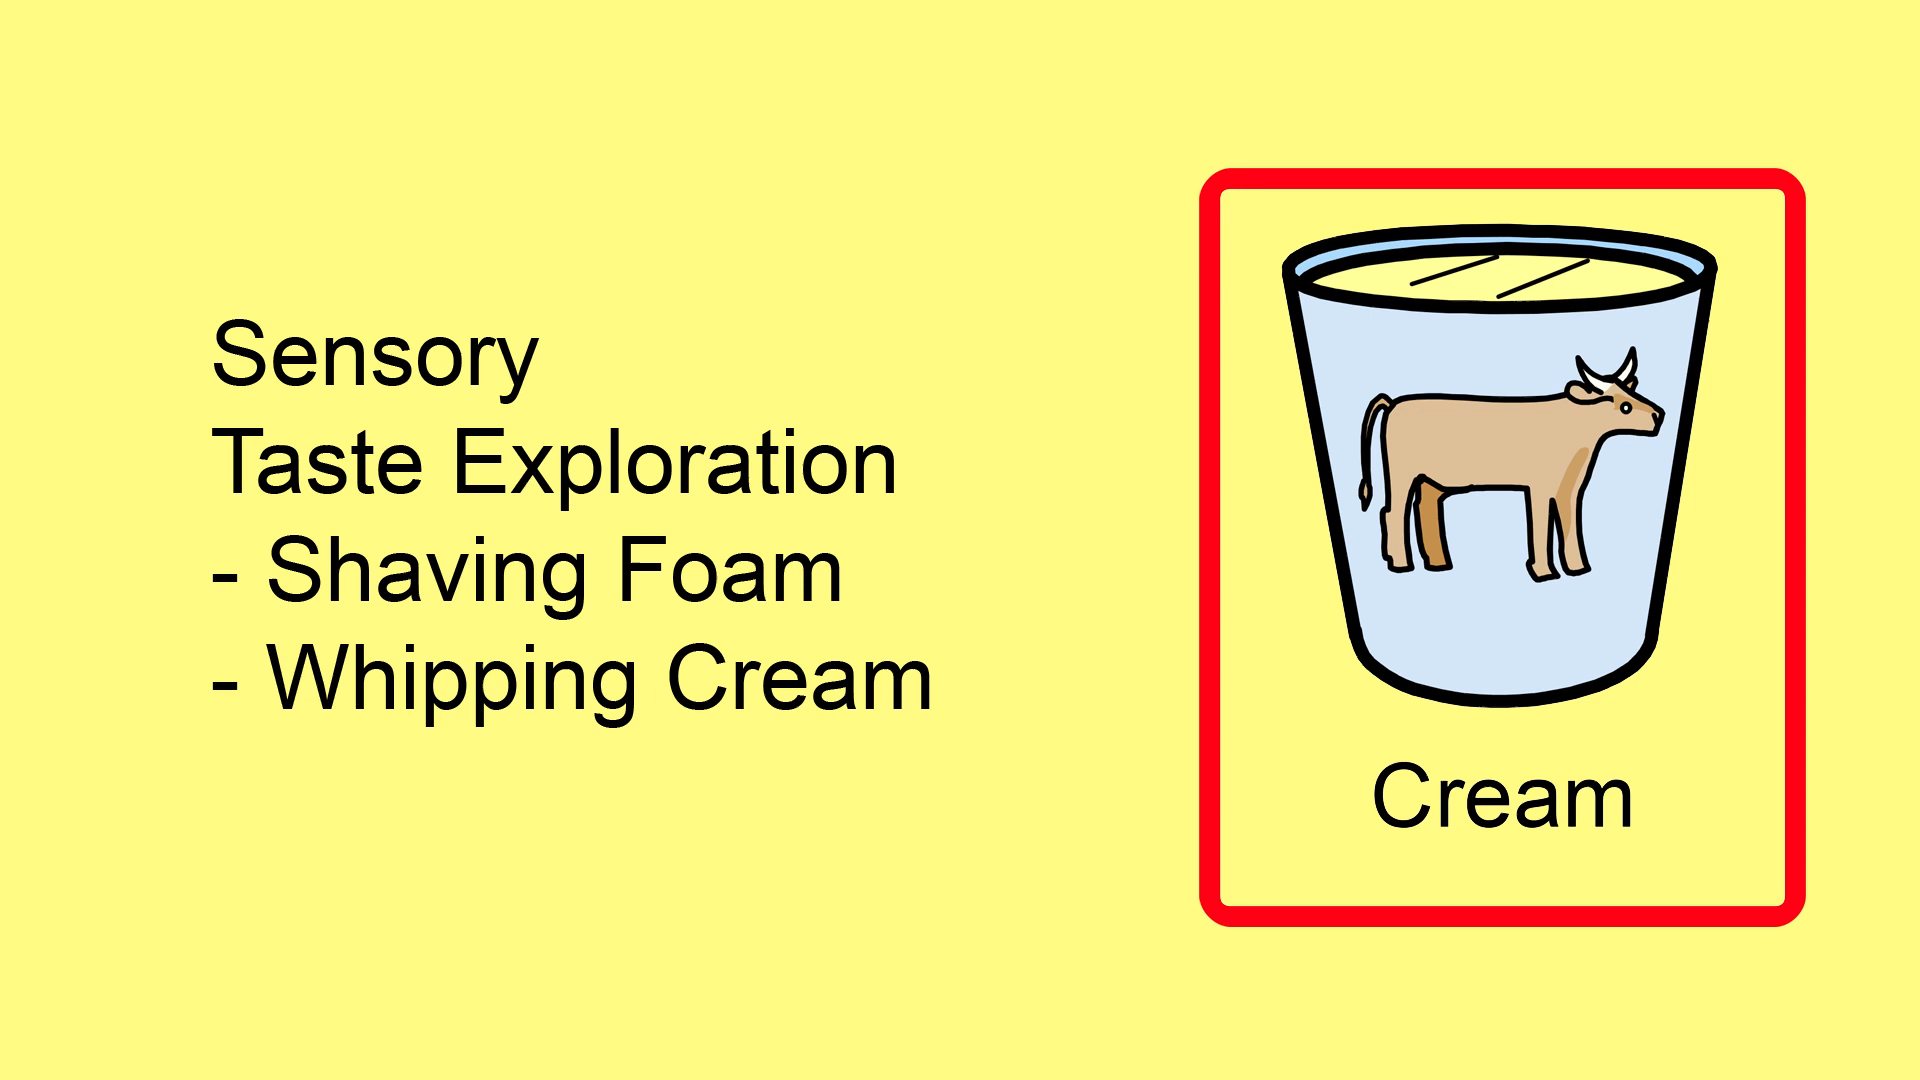 Sensory
Taste Exploration
- Shaving Foam
- Whipping Cream
Cream